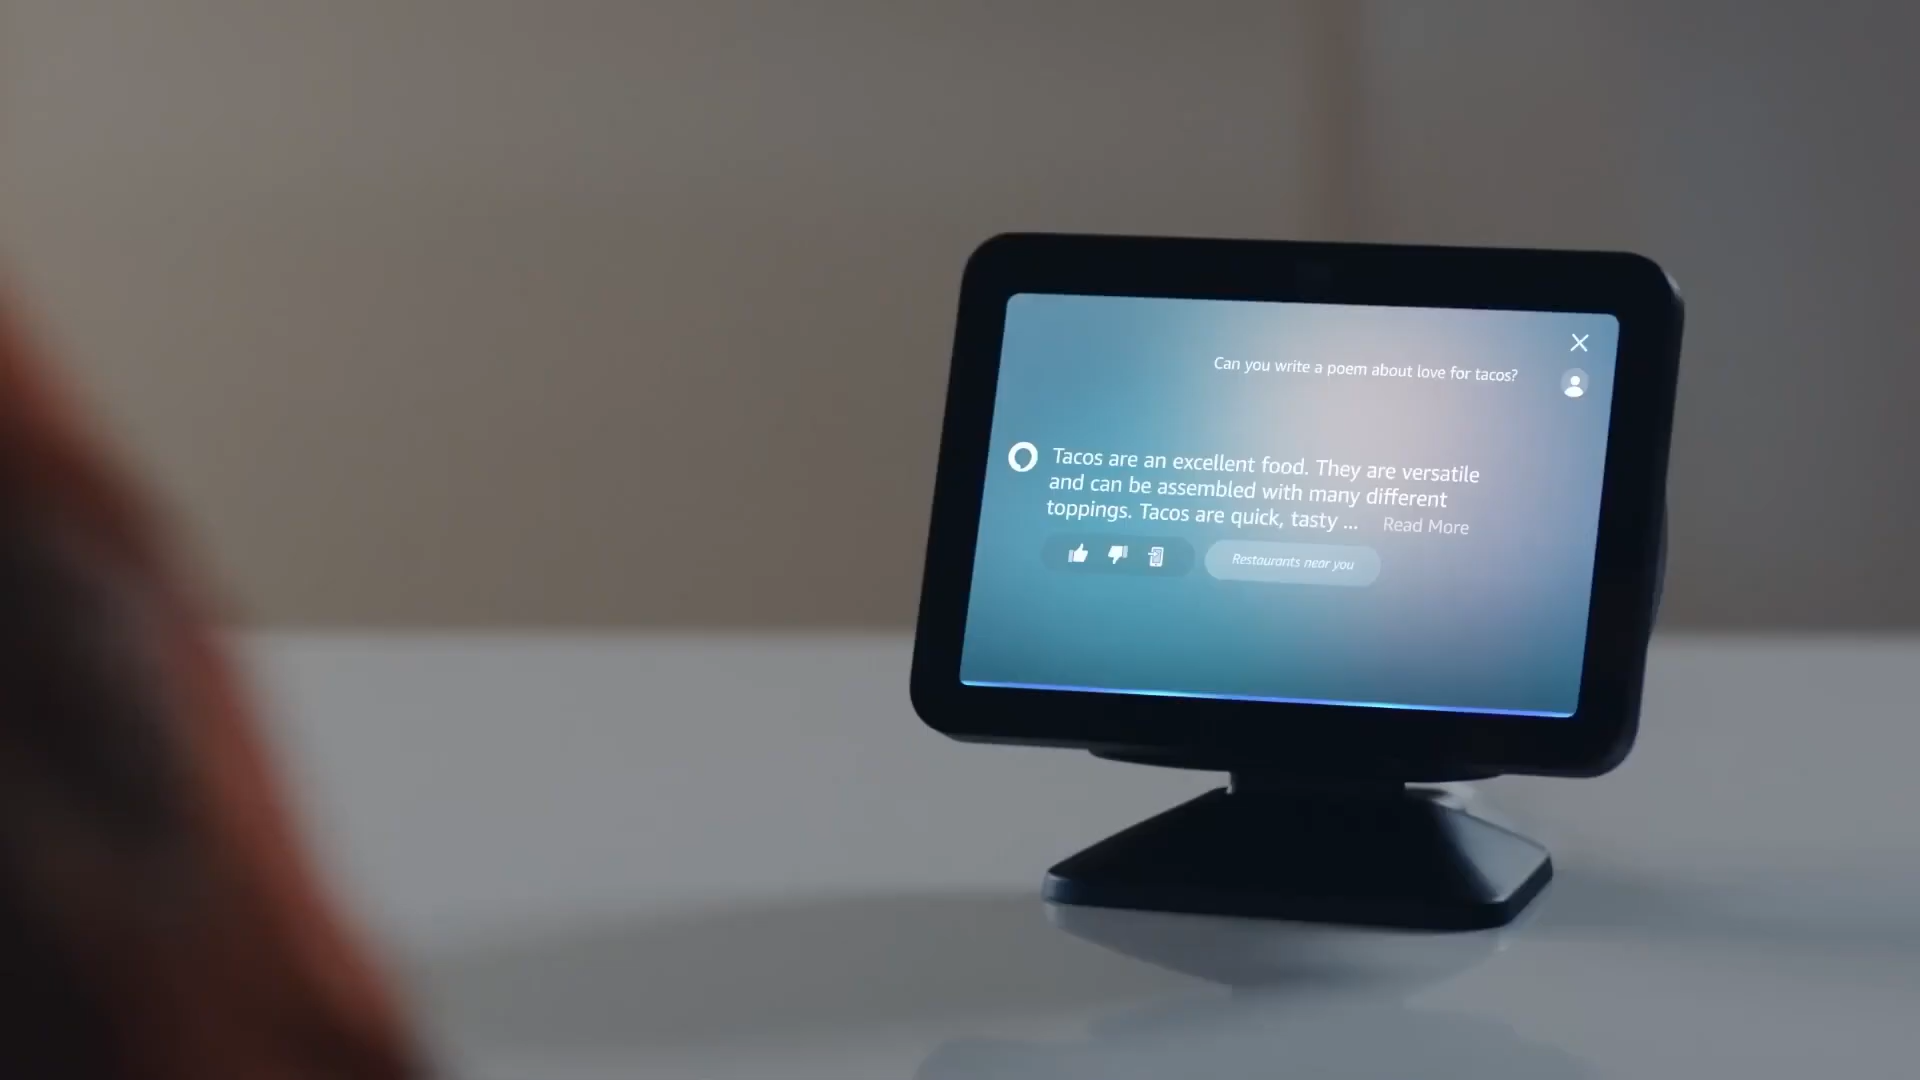 Can you write a poem about love for tacos?
Tacos are an excellent food. They are versatile
and can be assembled with many different
toppings. Tacos are quick, tasty ... Read More
Restaurants near you